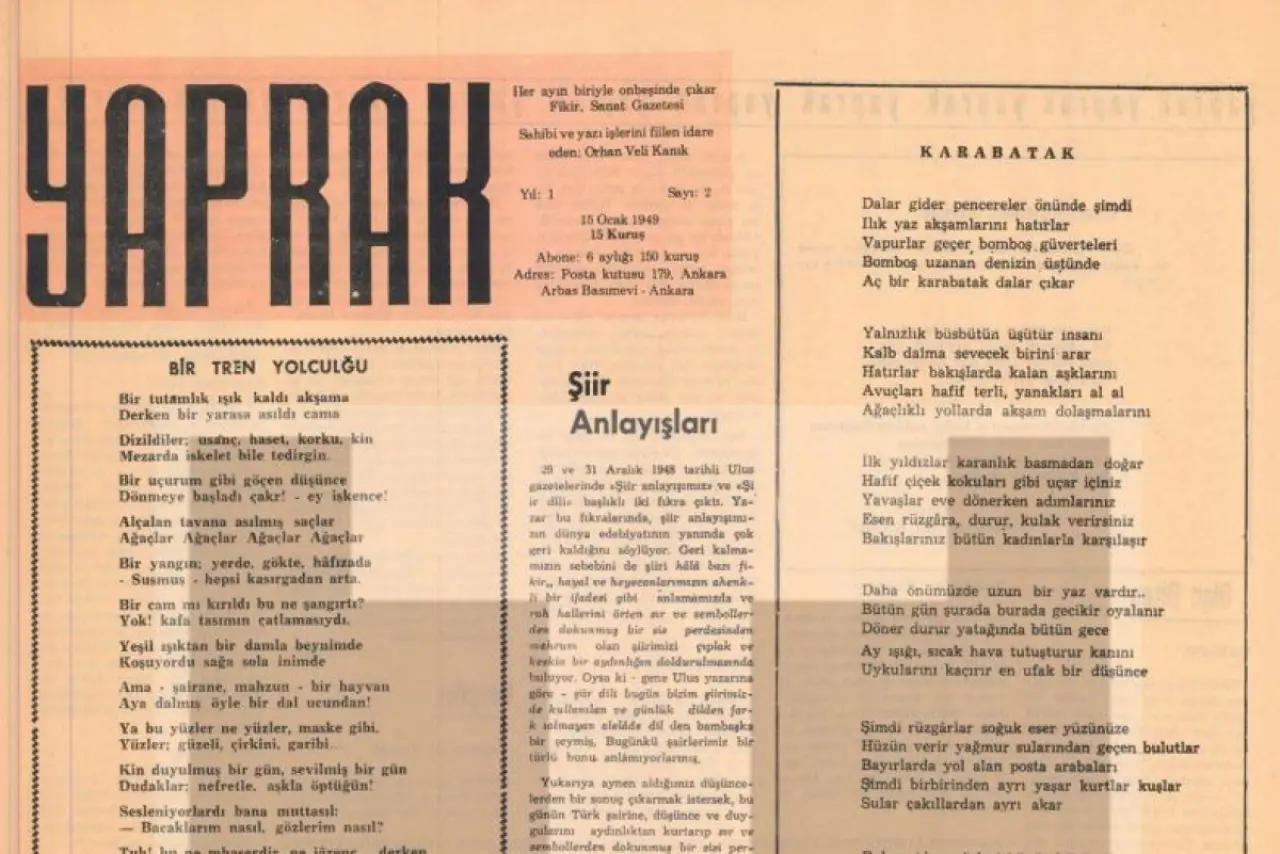 YAPRAK
Her ayın biriyle onbeşinde çıkar
Fikir, Sanat Gazetesi
Sahibi ve yazı işlerini fiilen idare
eden: Orhan Veli Kanık
Yıl: 1 Sayı: 2
15 Ocak 1949
15 Kuruş
Abone: 6 aylığı 150 kuruş
Adres: Posta kutusu 179, Ankara
Arbas Basımevi - Ankara
BİR TREN YOLCULĞU
Bir tutamlık ışık kaldı akşama
Derken bir yarasa asıldı cama
Dizildiler; usanç, haset, korku, kin
Mezarda iskelet bile tedirgin.
Bir uçurum gibi göçen düşünce
Dönmeye başladı çakr! - ey işkence!
Alçalan tavana asılmış saçlar
Ağaçlar Ağaçlar Ağaçlar Ağaçlar
Bir yangın; yerde, gökte, hâfızada
- Susmuş - hepsi kasırgadan arta.
Bir cam mı kırıldı bu ne şangırtı?
Yok! kafa tasımın çatlamasıydı.
Yeşil ışıktan bir damla beynimde
Koşuyordu sağa sola inimde
Ama - şairane, mahzun - bir hayvan
Aya dalmış öyle bir dal ucundan!
Ya bu yüzler ne yüzler, maske gibi.
Yüzler; güzeli, çirkini, garibi..
Kin duyulmuş bir gün, sevilmiş bir gün
Dudaklar; nefretle, aşkla öptüğün!
Sesleniyorlardı bana muttasıl:
— Bacaklarım nasıl, gözlerim nasıl?
Tuh! bu ne mahşerdir, ne iğrenç derken
Şiir
Anlayışları
29 ve 31 Aralık 1948 tarihli Ulus
gazetelerinde «Şiir anlayışımız» ve «Şi
ir dili» başlıklı iki fıkra çıktı. Ya-
zar bu fıkralarında, şiir anlayışımı-
zın dünya edebiyatının yanında çok
geri kaldığını söylüyor. Geri kalma-
mızın sebebini de şiiri hâlâ bazı fi-
kir,, hayal ve heyecanlarımızın ahenk-
li bir ifadesi gibi anlamamızda ve
ruh hallerini örten sır ve semboller-
den dokunmuş bir sis perdesinden
mahrum olan şiirimizi çıplak ve
keskin bir aydınlığın doldurulmasında
buluyor. Oysa ki - gene Ulus yazarına
göre - şiir dili bugün bizim şiirimiz-
de kullanılan ve günlük dilden far-
k solmayan alelâde dil den bambaşka
bir şeymiş. Bugünkü şairlerimiz bir
türlü bunu anlamıyorlarmış.
Yukarıya aynen aldığımız düşünce-
lerden bir sonuç çıkarmak istersek, bu
günün Türk şairine, düşünce ve duy-
gularını aydınlıktan kurtarıp sır ve
sembollerden dokunmuş bir sisi per-
KARABATAK
Dalar gider pencereler önünde şimdi
Ilık yaz akşamlarını hatırlar
Vapurlar geçer bomboş güverteleri
Bomboş uzanan denizin üstünde
Aç bir karabatak dalar çıkar
Yalnızlık büsbütün üşütür insanı
Kalb daima sevecek birini arar
Hatırlar bakışlarda kalan aşklarını
Avuçları hafif terli, yanakları al al
Ağaçlıklı yollarda akşam dolaşmalarını
İlk yıldızlar karanlık basmadan doğar
Hafif çiçek kokuları gibi uçar içiniz
Yavaşlar eve dönerken adımlarınız
Esen rüzgâra, durur, kulak verirsiniz
Bakışlarınız bütün kadınlarla karşılaşır
Daha önümüzde uzun bir yaz vardır..
Bütün gün şurada burada gecikir oyalanır
Döner durur yatağında bütün gece
Ay ışığı, sıcak hava tutuşturur kanını
Uykularını kaçırır en ufak bir düşünce
Şimdi rüzgârlar soğuk eser yüzünüze
Hüzün verir yağmur sularından geçen bulutlar
Bayırlarda yol alan posta arabaları
Şimdi birbirinden ayrı yaşar kurtlar kuşlar
Sular çakıllardan ayrı akar